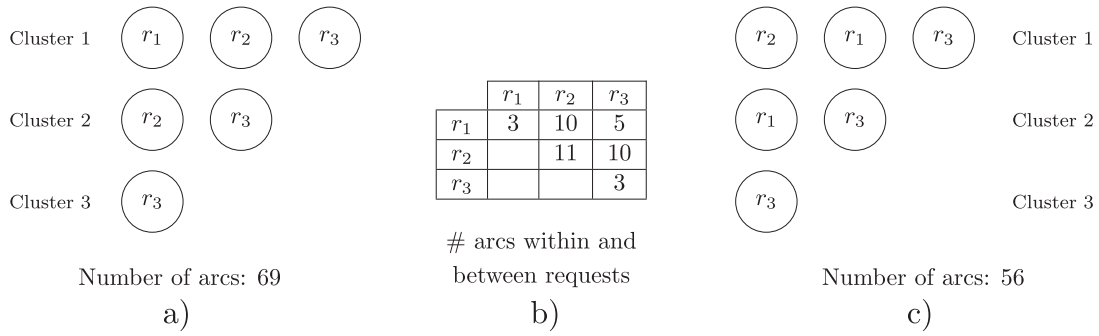 Cluster 1 r₁ r₂ r₃
Cluster 2 r₂ r₃
Cluster 3 r₃
Number of arcs: 69
a)
r₁ r₂ r₃
r₁ 3 10 5
r₂ 11 10
r₃ 3
# arcs within and
between requests
b)
r₂ r₁ r₃ Cluster 1
r₁ r₃ Cluster 2
r₃ Cluster 3
Number of arcs: 56
c)